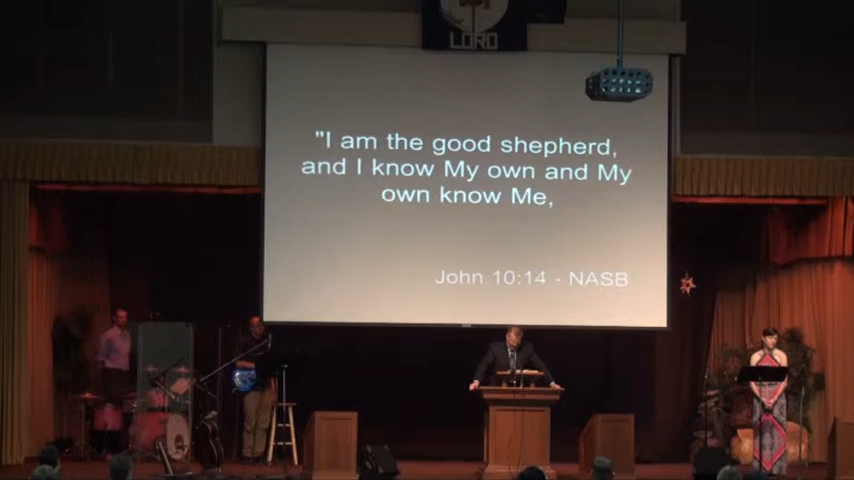 LORD
"I am the good shepherd,
and I know My own and My
own know Me,
John 10:14 - NASB